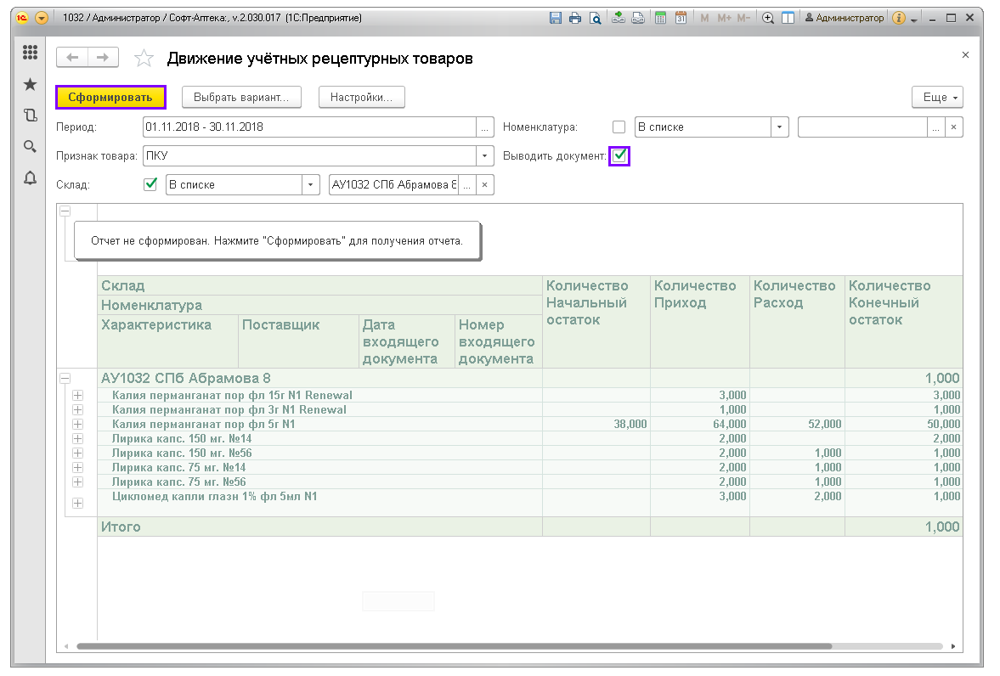 1032 / Администратор / Софт-Аптека:, v.2.030.017 (1С:Предприятие)
M M+ M- Администратор
Движение учётных рецептурных товаров
Сформировать Выбрать вариант... Настройки... Еще
Период: 01.11.2018 - 30.11.2018 ... Номенклатура: В списке ... ×
Признак товара: ПКУ Выводить документ:
Склад: В списке АУ1032 СПб Абрамова 8 ... ×
Отчет не сформирован. Нажмите "Сформировать" для получения отчета.
Склад Количество Количество Количество Количество
Номенклатура Начальный Приход Расход Конечный
Характеристика Поставщик Дата Номер остаток остаток
входящего входящего
документа документа
АУ1032 СПб Абрамова 8 1,000
Калия перманганат пор фл 15г N1 Renewal 3,000 3,000
Калия перманганат пор фл 3г N1 Renewal 1,000 1,000
Калия перманганат пор фл 5г N1 38,000 64,000 52,000 50,000
Лирика капс. 150 мг. №14 2,000 2,000
Лирика капс. 150 мг. №56 2,000 1,000 1,000
Лирика капс. 75 мг. №14 2,000 1,000 1,000
Лирика капс. 75 мг. №56 2,000 1,000 1,000
Цикломед капли глазн 1% фл 5мл N1 3,000 2,000 1,000
Итого 1,000